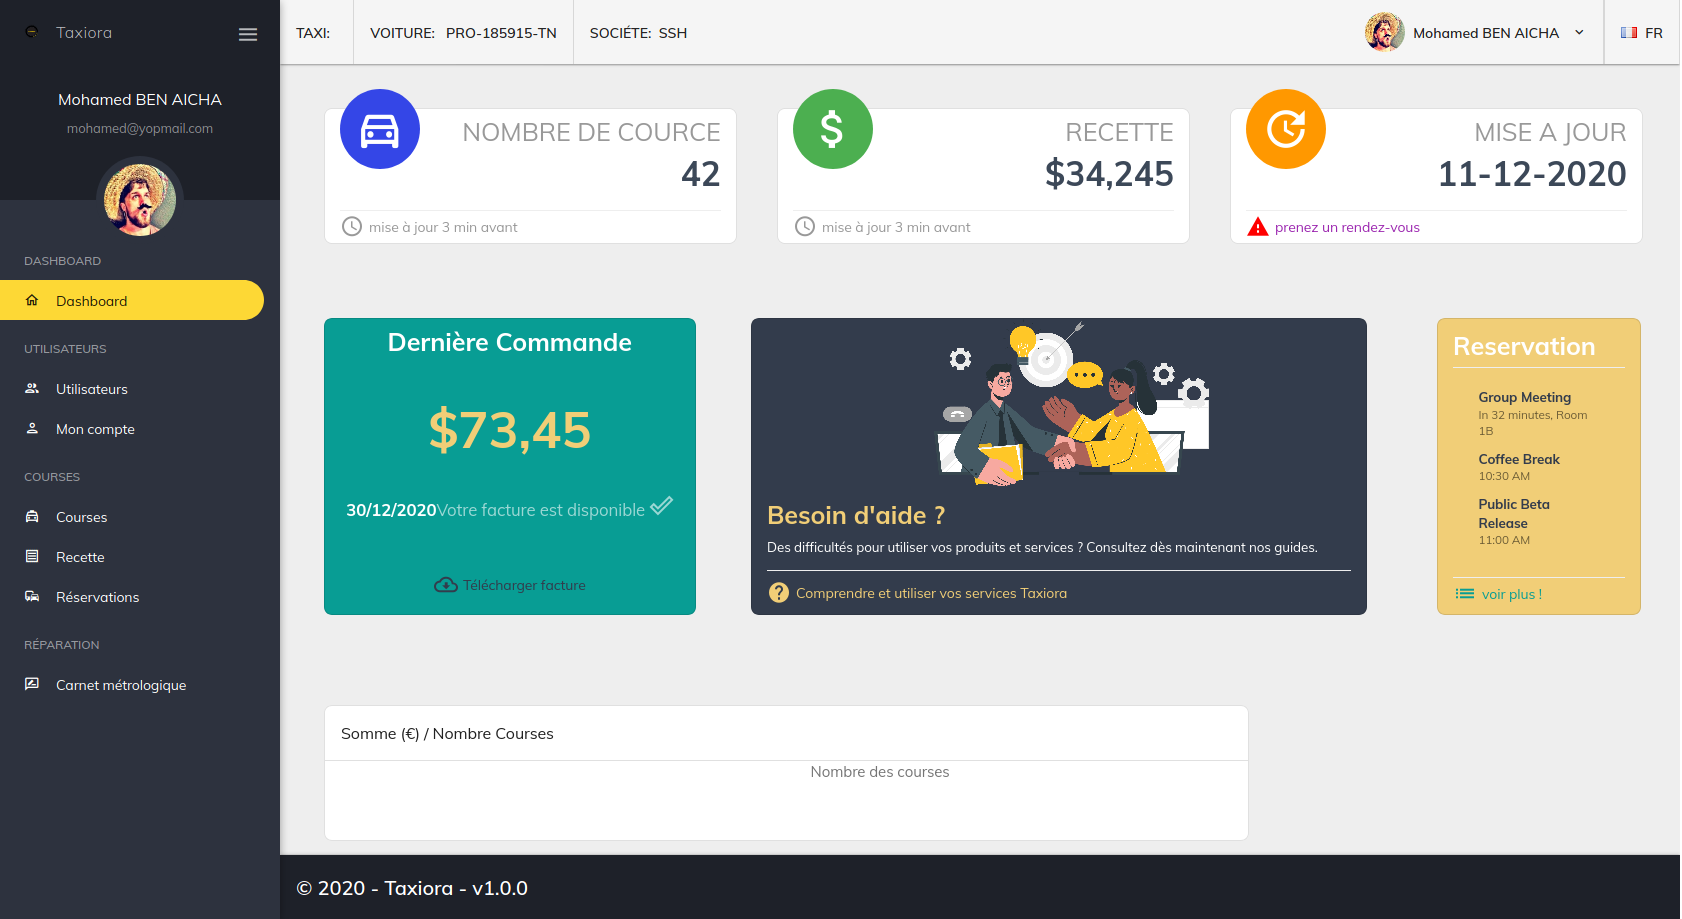 Taxiora
Mohamed BEN AICHA
mohamed@yopmail.com
DASHBOARD
Dashboard
UTILISATEURS
Utilisateurs
Mon compte
COURSES
Courses
Recette
Réservations
RÉPARATION
Carnet métrologique
TAXI:
VOITURE: PRO-185915-TN
SOCIÉTE: SSH
Mohamed BEN AICHA
FR
NOMBRE DE COURCE
42
mise à jour 3 min avant
RECETTE
$34,245
mise à jour 3 min avant
MISE A JOUR
11-12-2020
prenez un rendez-vous
Dernière Commande
$73,45
30/12/2020Votre facture est disponible
Télécharger facture
Besoin d'aide ?
Des difficultés pour utiliser vos produits et services ? Consultez dès maintenant nos guides.
Comprendre et utiliser vos services Taxiora
Reservation
Group Meeting
In 32 minutes, Room
1B
Coffee Break
10:30 AM
Public Beta
Release
11:00 AM
voir plus !
Somme (€) / Nombre Courses
Nombre des courses
© 2020 - Taxiora - v1.0.0